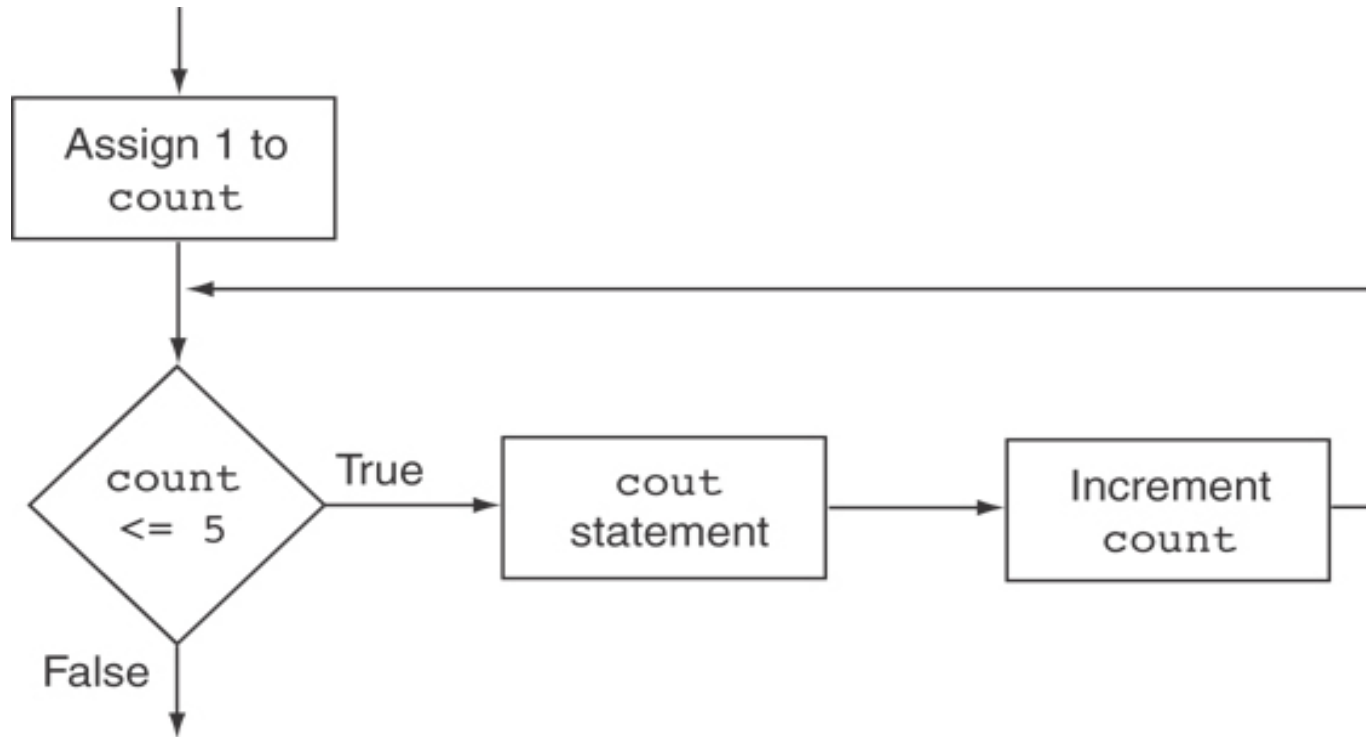 Assign 1 to
count
count
<= 5
True
cout
statement
Increment
count
False